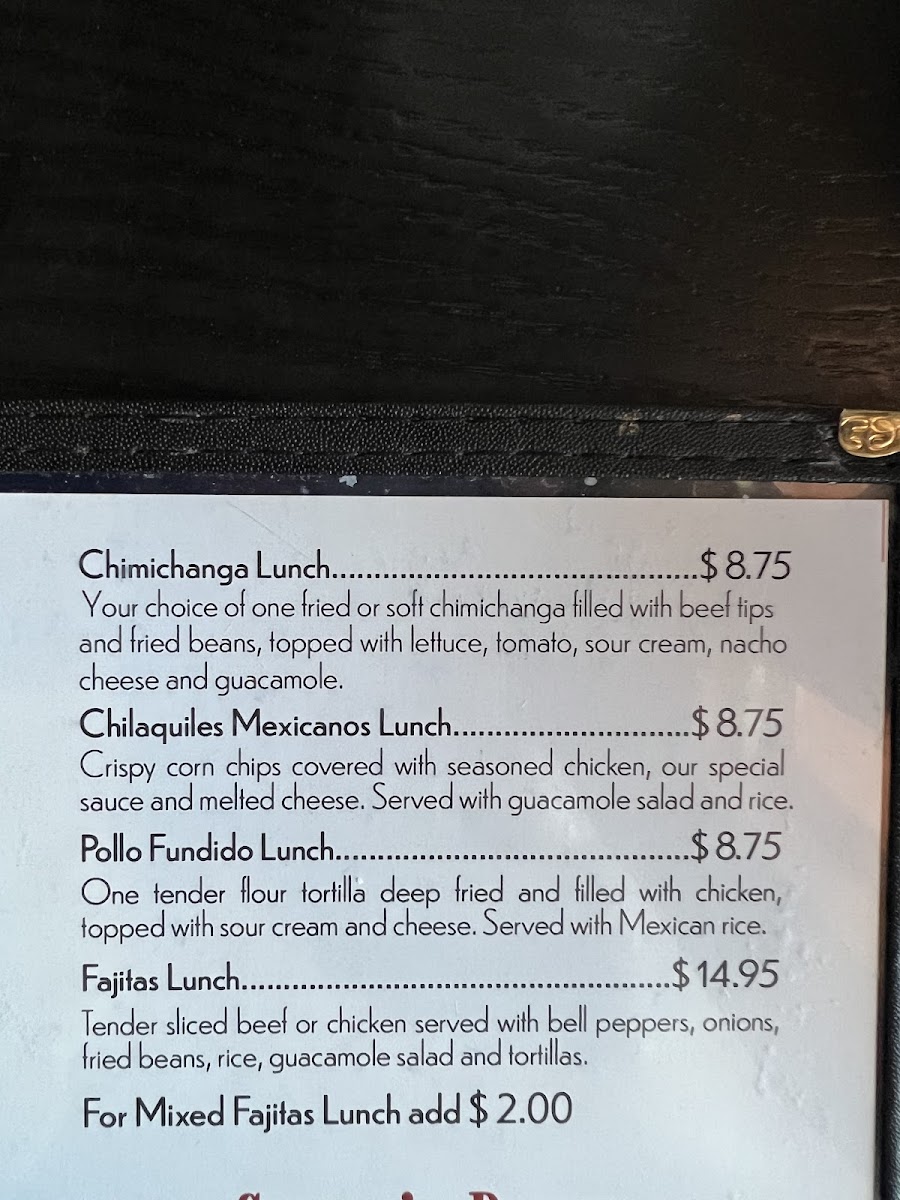 Chimichanga Lunch............................................$ 8.75
Your choice of one fried or soft chimichanga filled with beef tips
and fried beans, topped with lettuce, tomato, sour cream, nacho
cheese and guacamole.
Chilaquiles Mexicanos Lunch............................$ 8.75
Crispy corn chips covered with seasoned chicken, our special
sauce and melted cheese. Served with guacamole salad and rice.
Pollo Fundido Lunch..........................................$ 8.75
One tender flour tortilla deep fried and filled with chicken,
topped with sour cream and cheese. Served with Mexican rice.
Fajitas Lunch...................................................$ 14.95
Tender sliced beef or chicken served with bell peppers, onions,
fried beans, rice, guacamole salad and tortillas.
For Mixed Fajitas Lunch add $ 2.00